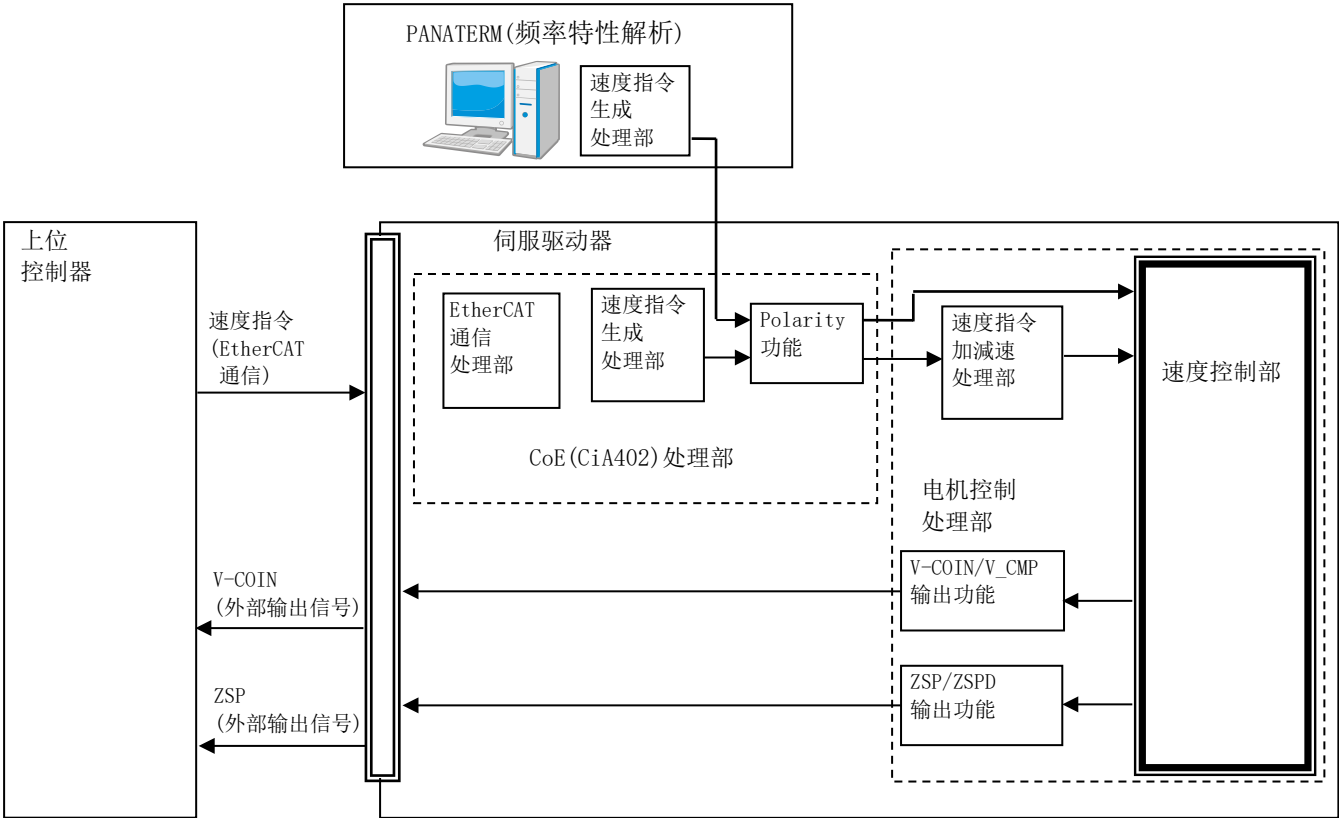 PANATERM(频率特性解析)
速度指令
生成
处理部
上位
控制器
伺服驱动器
速度指令
(EtherCAT
通信)
EtherCAT
通信
处理部
速度指令
生成
处理部
Polarity
功能
速度指令
加减速
处理部
速度控制部
CoE(CiA402)处理部
电机控制
处理部
V-COIN
(外部输出信号)
V-COIN/V_CMP
输出功能
ZSP
(外部输出信号)
ZSP/ZSPD
输出功能